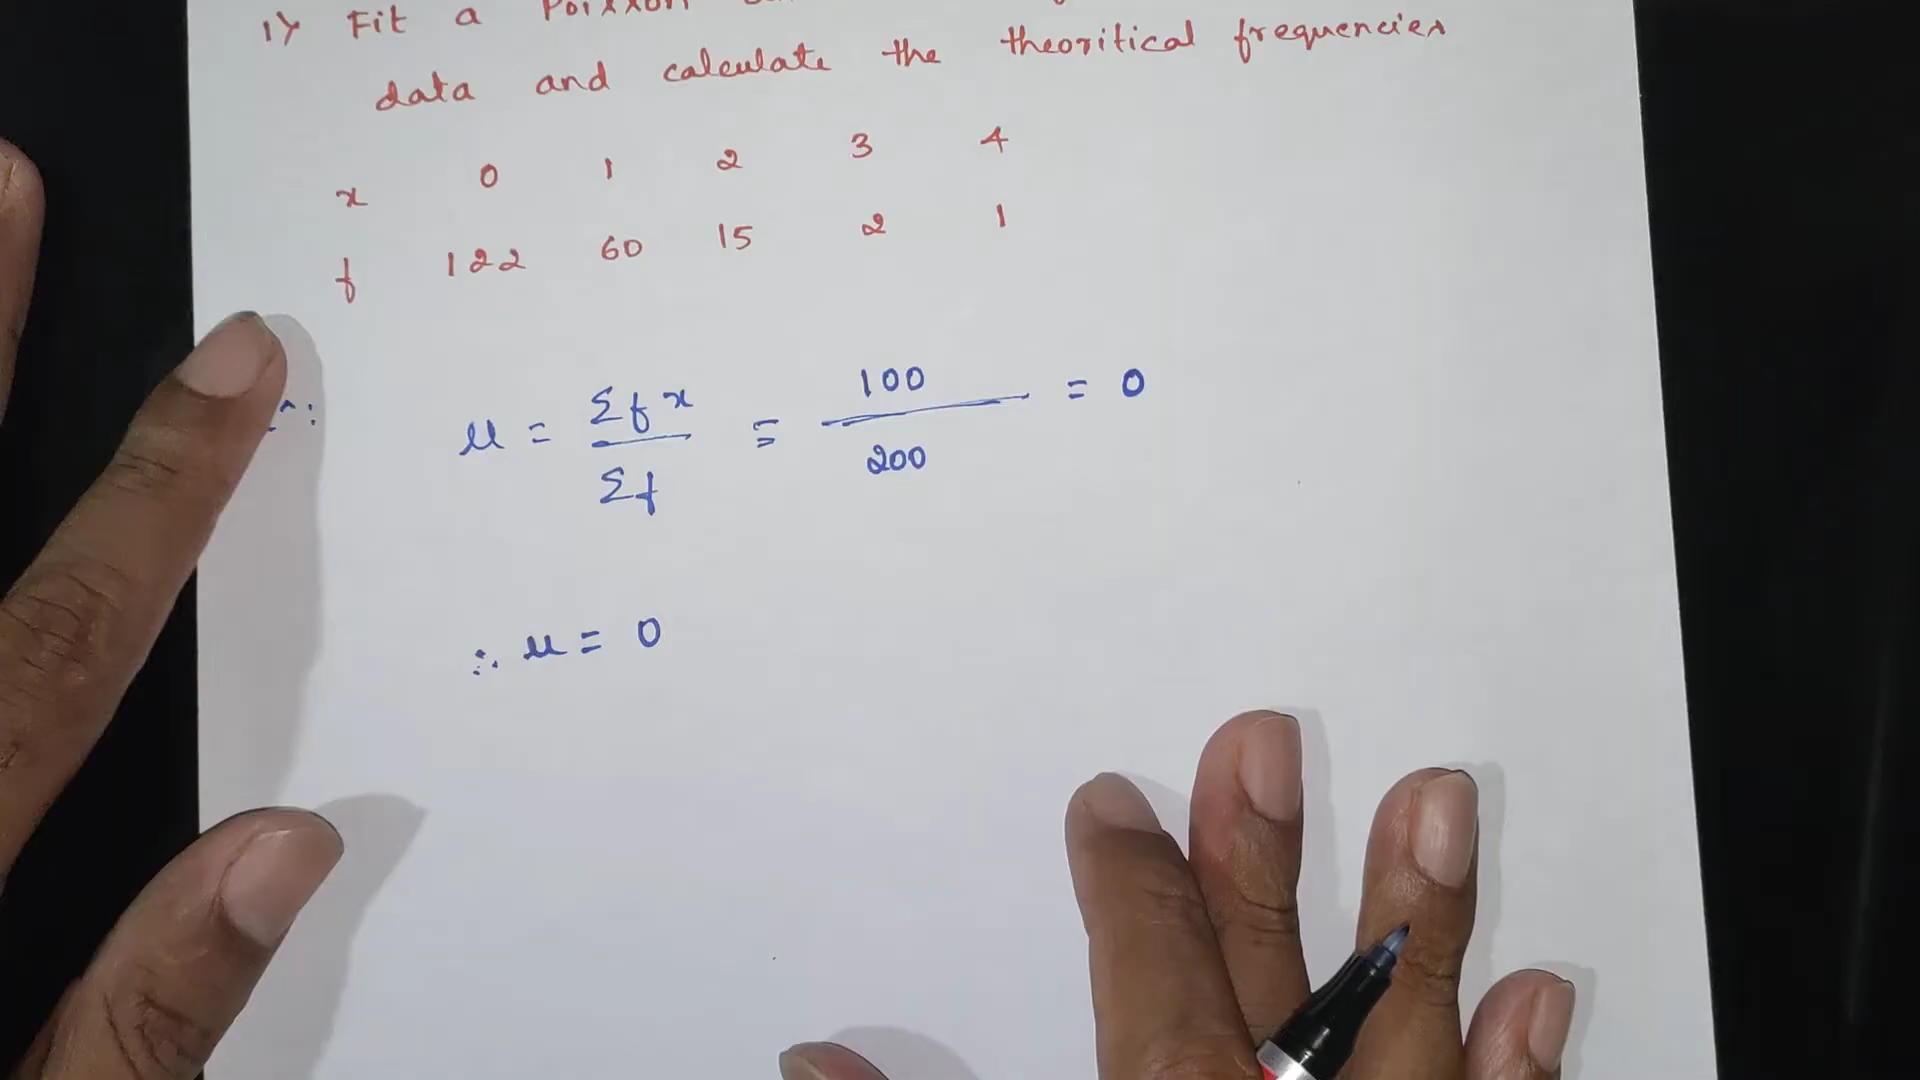 1) Fit a Poisson
data and calculate the theoritical frequencies
x 0 1 2 3 4
f 122 60 15 2 1
μ = Σfx / Σf = 100 / 200 = 0
∴ μ = 0